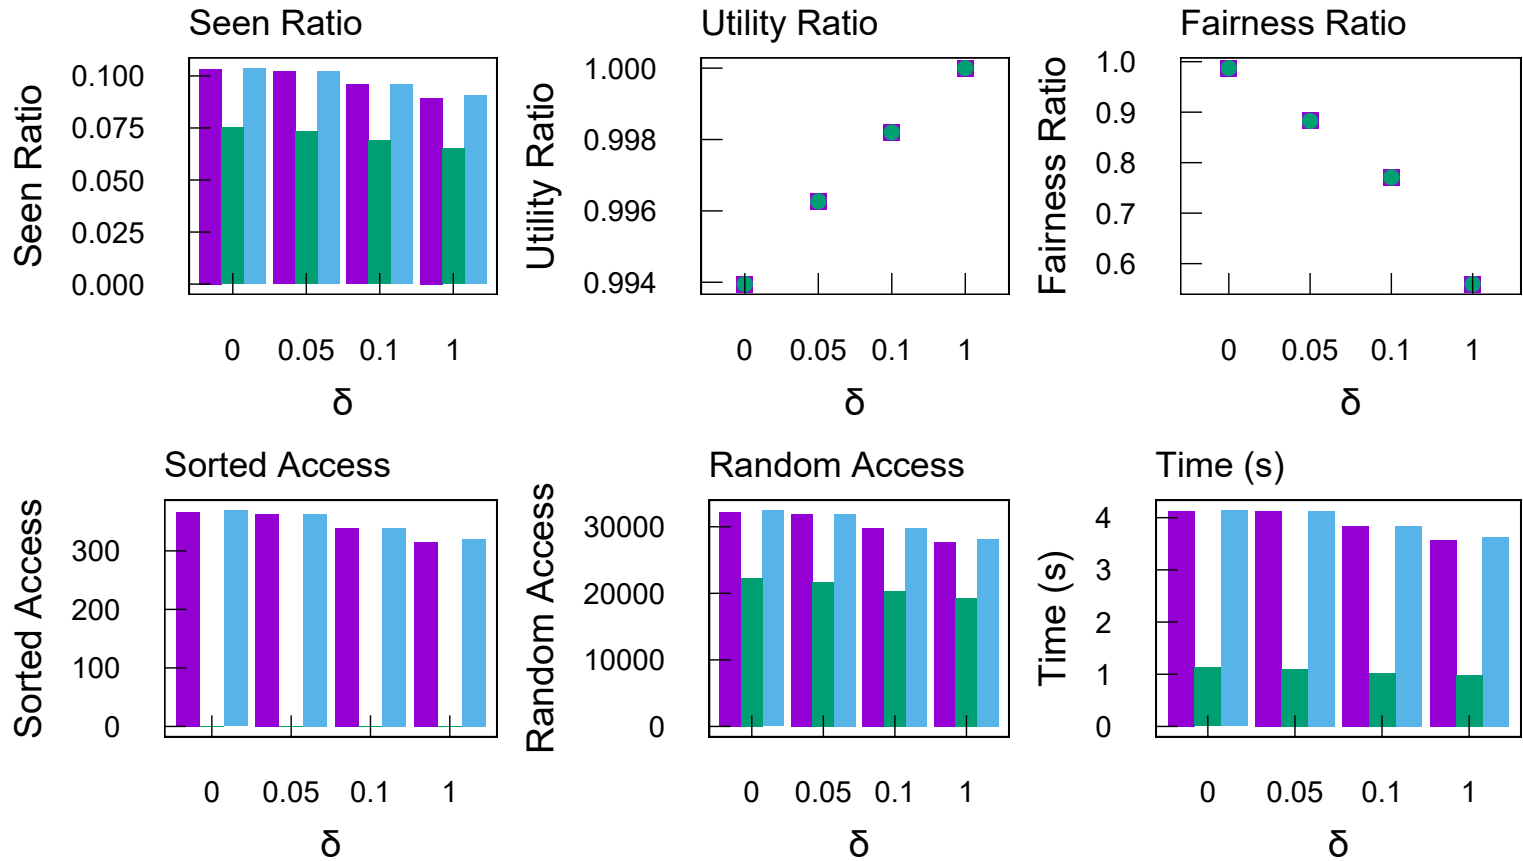 Seen Ratio
Seen Ratio
0.100
0.075
0.050
0.025
0.000
0 0.05 0.1 1
δ
Utility Ratio
Utility Ratio
1.000
0.998
0.996
0.994
0 0.05 0.1 1
δ
Fairness Ratio
Fairness Ratio
1.0
0.9
0.8
0.7
0.6
0 0.05 0.1 1
δ
Sorted Access
Sorted Access
300
200
100
0
0 0.05 0.1 1
δ
Random Access
Random Access
30000
20000
10000
0
0 0.05 0.1 1
δ
Time (s)
Time (s)
4
3
2
1
0
0 0.05 0.1 1
δ